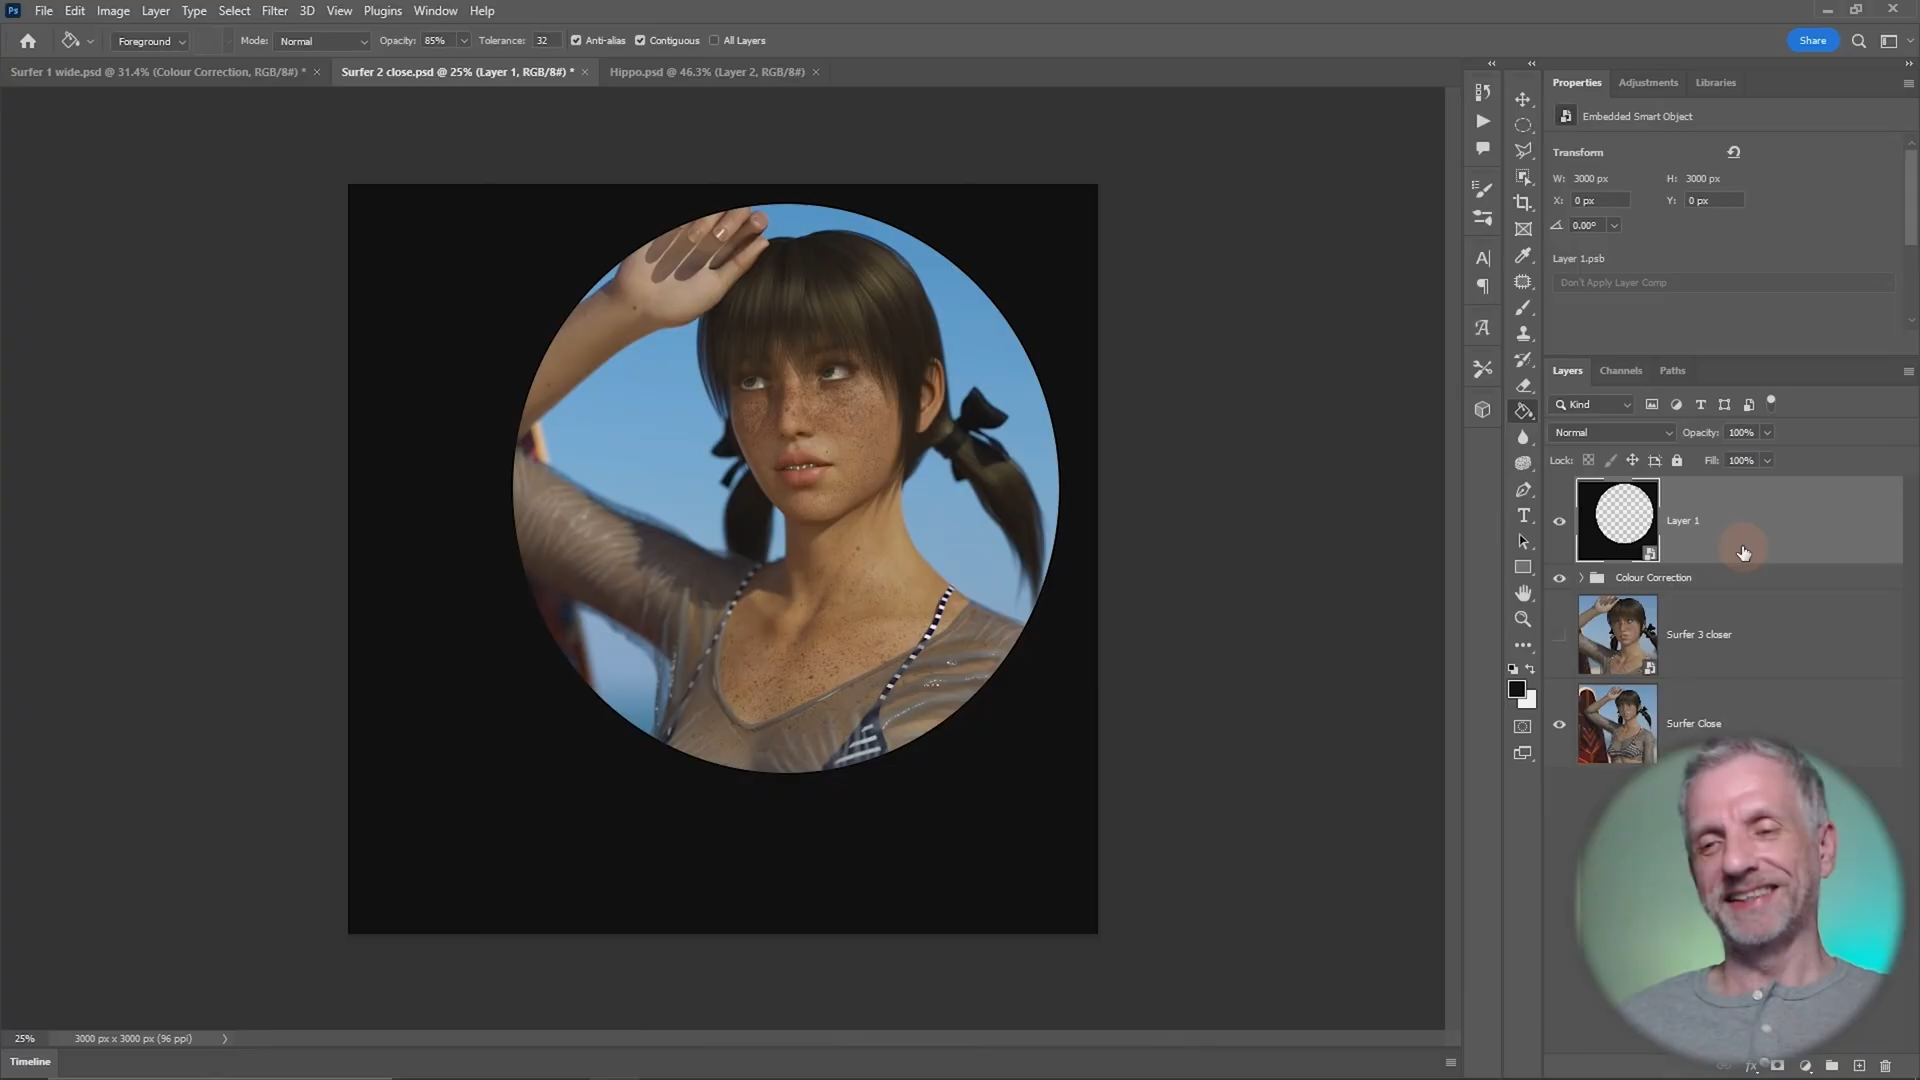 Ps File Edit Image Layer Type Select Filter 3D View Plugins Window Help
Foreground Mode: Normal Opacity: 85% Tolerance: 32 Anti-alias Contiguous All Layers Share
Surfer 1 wide.psd @ 31.4% (Colour Correction, RGB/8#) * × Surfer 2 close.psd @ 25% (Layer 1, RGB/8#) * × Hippo.psd @ 46.3% (Layer 2, RGB/8#) ×
Properties Adjustments Libraries
Embedded Smart Object
Transform
W: 3000 px H: 3000 px
X: 0 px Y: 0 px
0.00°
Layer 1.psb
Don't Apply Layer Comp
Layers Channels Paths
Kind
Normal Opacity: 100%
Lock: Fill: 100%
Layer 1
Colour Correction
Surfer 3 closer
Surfer Close
25% 3000 px x 3000 px (96 ppi)
Timeline